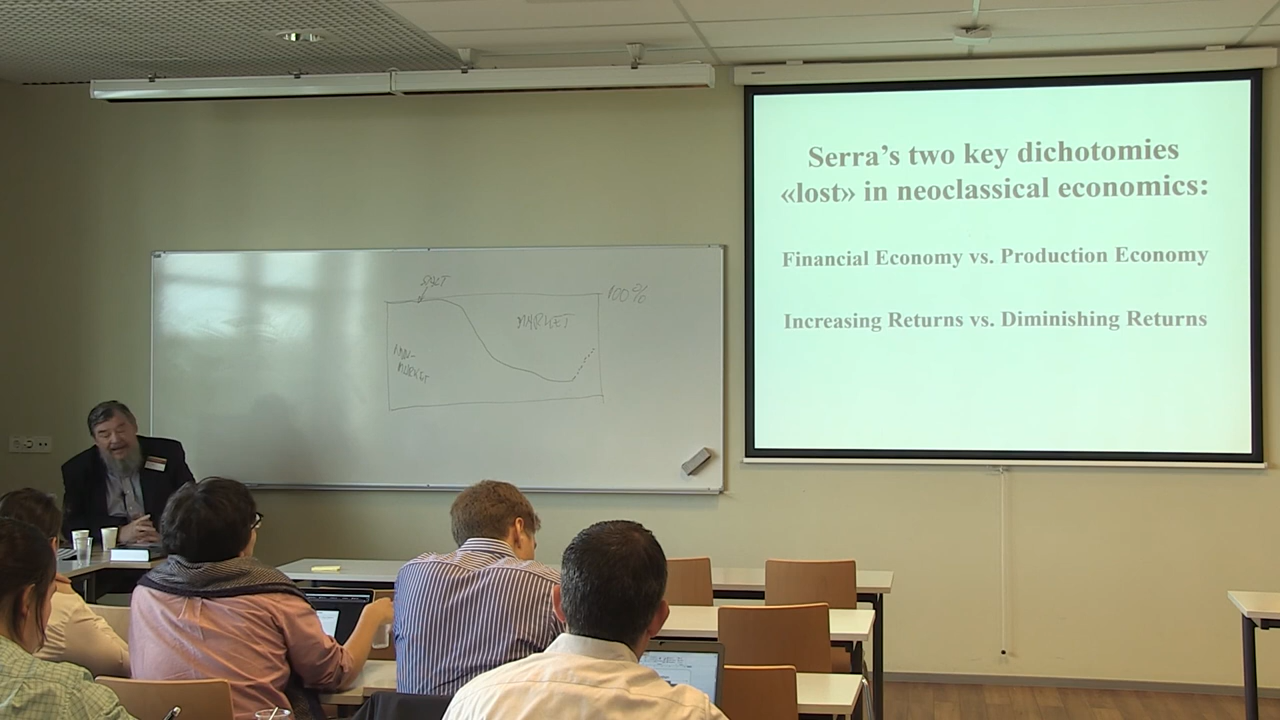 Serra’s two key dichotomies
«lost» in neoclassical economics:
Financial Economy vs. Production Economy
Increasing Returns vs. Diminishing Returns
100%
MARKET